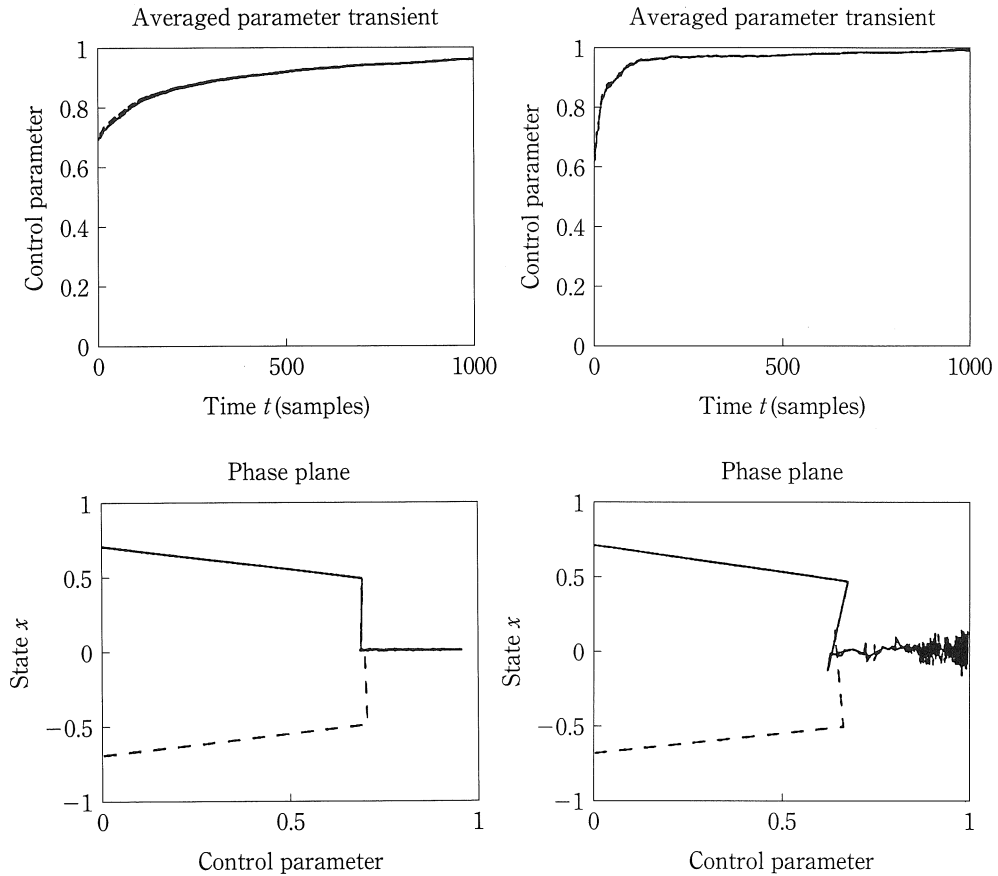 Averaged parameter transient
Control parameter
1
0.8
0.6
0.4
0.2
0
0 500 1000
Time t (samples)
Averaged parameter transient
Control parameter
1
0.8
0.6
0.4
0.2
0
0 500 1000
Time t (samples)
Phase plane
State x
1
0.5
0
−0.5
−1
0 0.5 1
Control parameter
Phase plane
State x
1
0.5
0
−0.5
−1
0 0.5 1
Control parameter